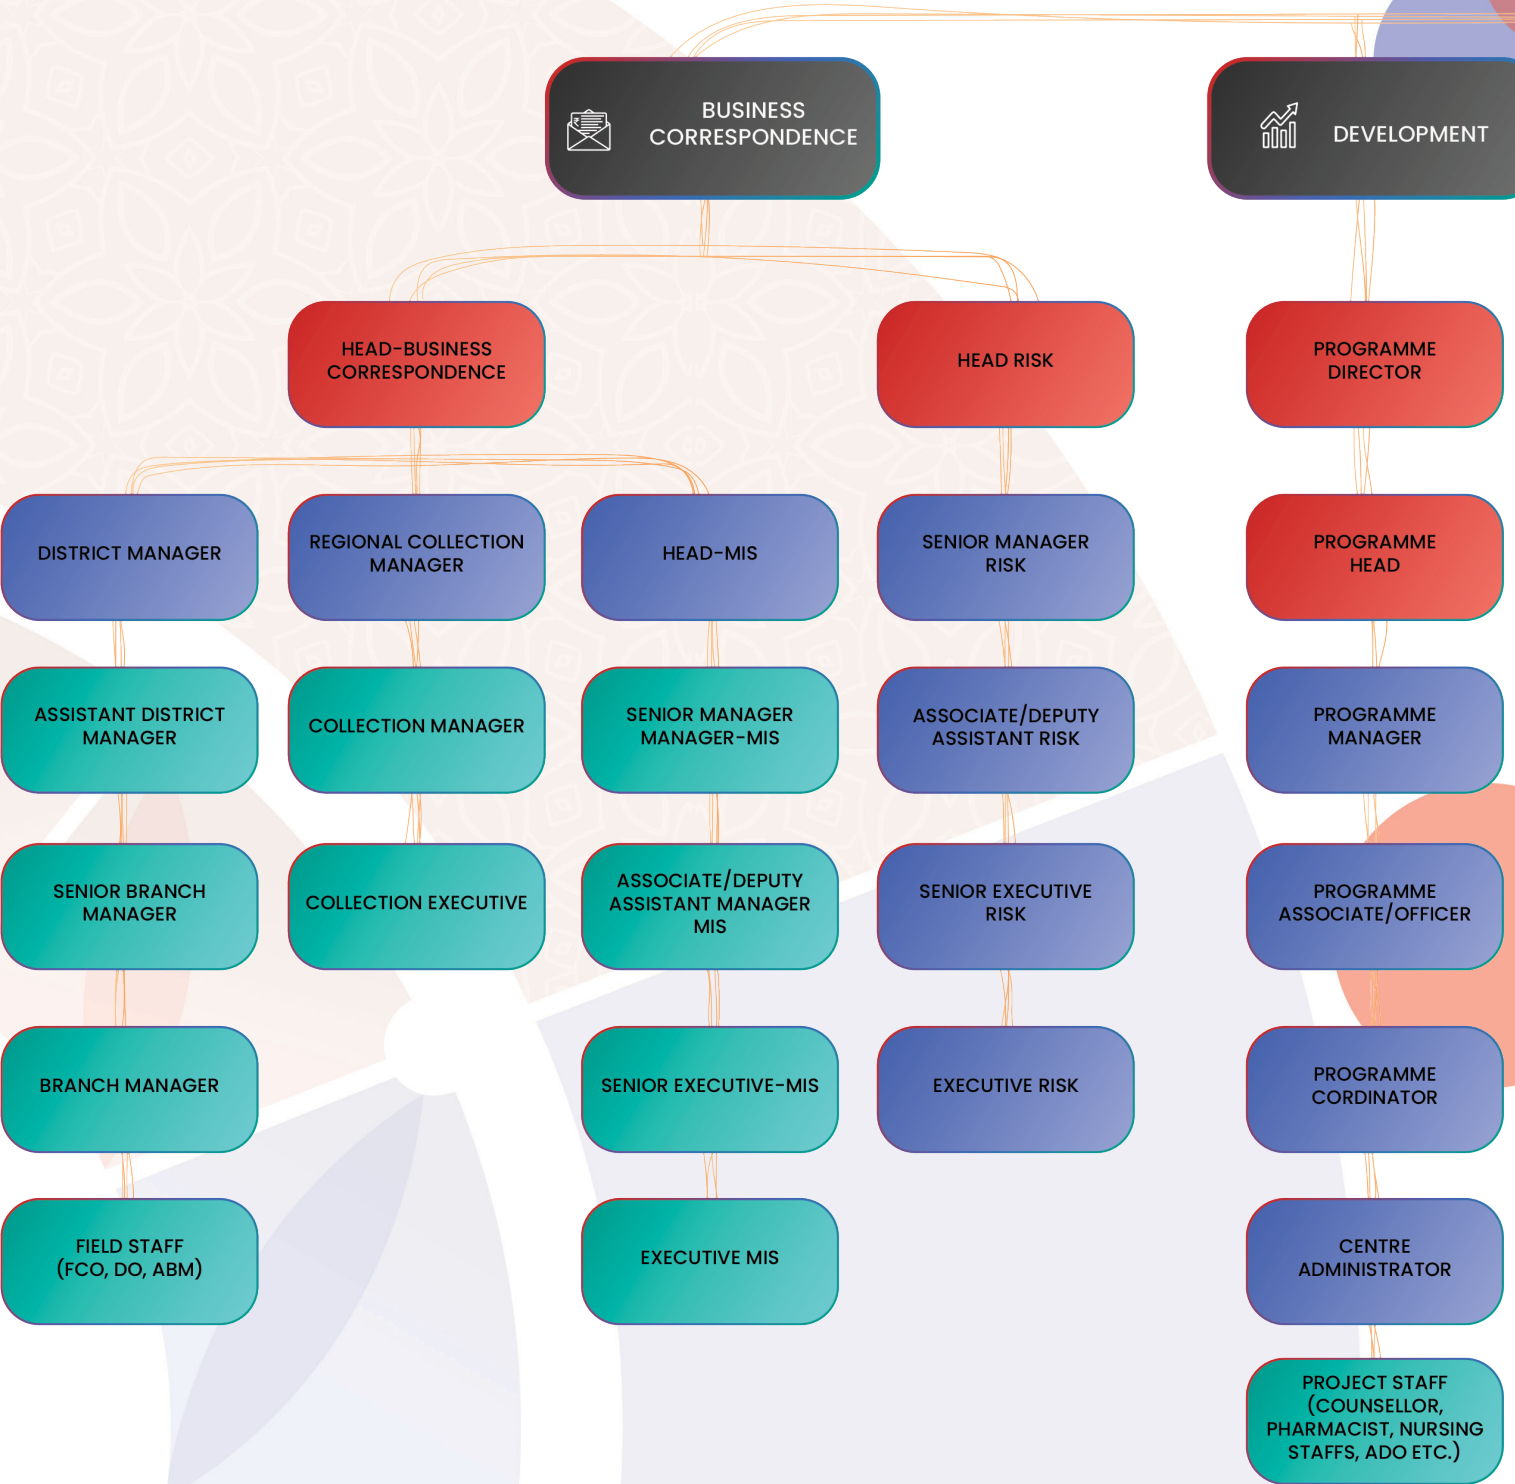 BUSINESS
CORRESPONDENCE
DEVELOPMENT
HEAD-BUSINESS
CORRESPONDENCE
HEAD RISK
PROGRAMME
DIRECTOR
DISTRICT MANAGER
REGIONAL COLLECTION
MANAGER
HEAD-MIS
SENIOR MANAGER
RISK
PROGRAMME
HEAD
ASSISTANT DISTRICT
MANAGER
COLLECTION MANAGER
SENIOR MANAGER
MANAGER-MIS
ASSOCIATE/DEPUTY
ASSISTANT RISK
PROGRAMME
MANAGER
SENIOR BRANCH
MANAGER
COLLECTION EXECUTIVE
ASSOCIATE/DEPUTY
ASSISTANT MANAGER
MIS
SENIOR EXECUTIVE
RISK
PROGRAMME
ASSOCIATE/OFFICER
BRANCH MANAGER
SENIOR EXECUTIVE-MIS
EXECUTIVE RISK
PROGRAMME
CORDINATOR
FIELD STAFF
(FCO, DO, ABM)
EXECUTIVE MIS
CENTRE
ADMINISTRATOR
PROJECT STAFF
(COUNSELLOR,
PHARMACIST, NURSING
STAFFS, ADO ETC.)